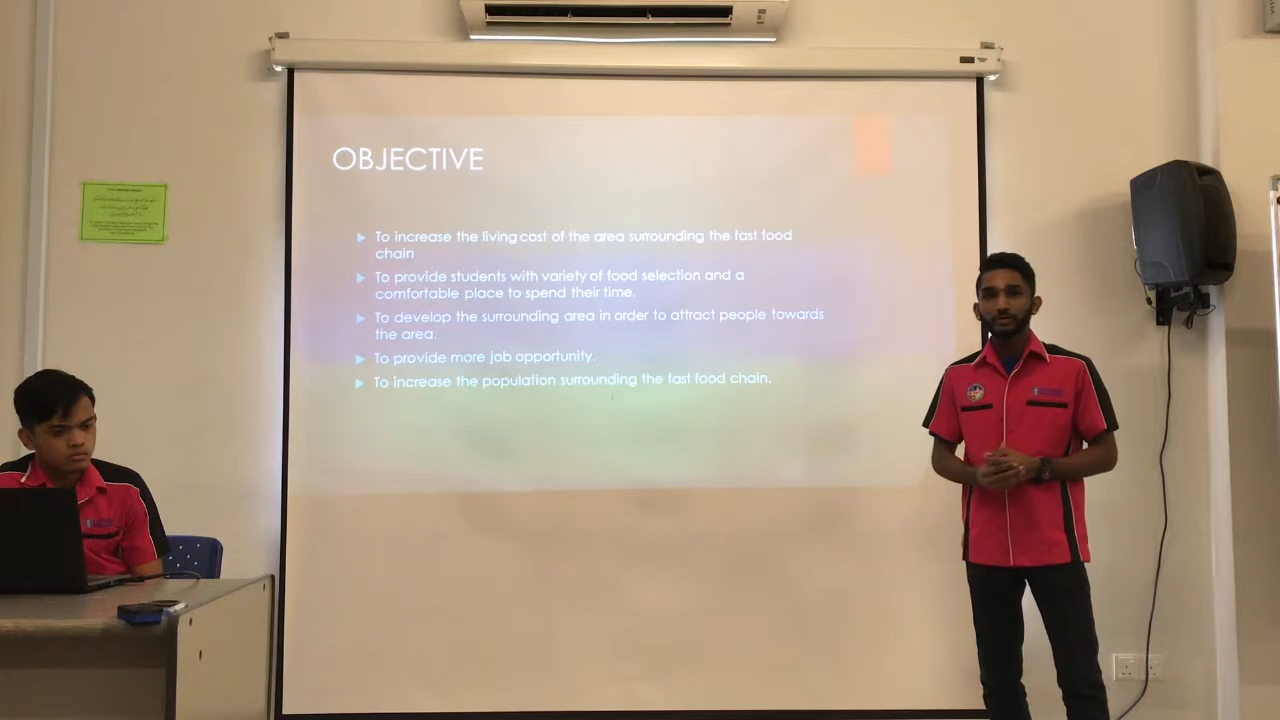 OBJECTIVE
To increase the living cost of the area surrounding the fast food
chain
To provide students with variety of food selection and a
comfortable place to spend their time.
To develop the surrounding area in order to attract people towards
the area.
To provide more job opportunity.
To increase the population surrounding the fast food chain.